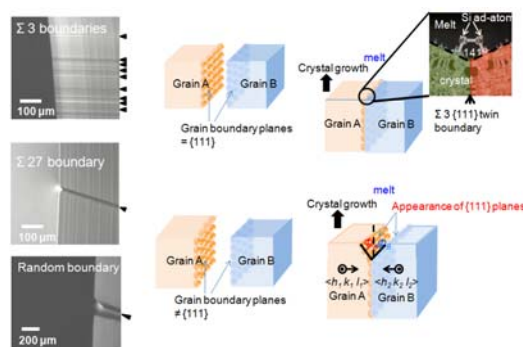 Σ 3 boundaries
100 μm
Σ 27 boundary
100 μm
Random boundary
200 μm
Grain A
Grain B
Grain boundary planes
= {111}
Crystal growth
melt
Grain A
Grain B
Melt
Si ad-atom
141
crystal
Σ 3 {111} twin
boundary
Grain A
Grain B
Grain boundary planes
≠ {111}
Crystal growth
melt
Appearance of {111} planes
<h₁ k₁ l₁>
<h₂ k₂ l₂>
Grain A
Grain B